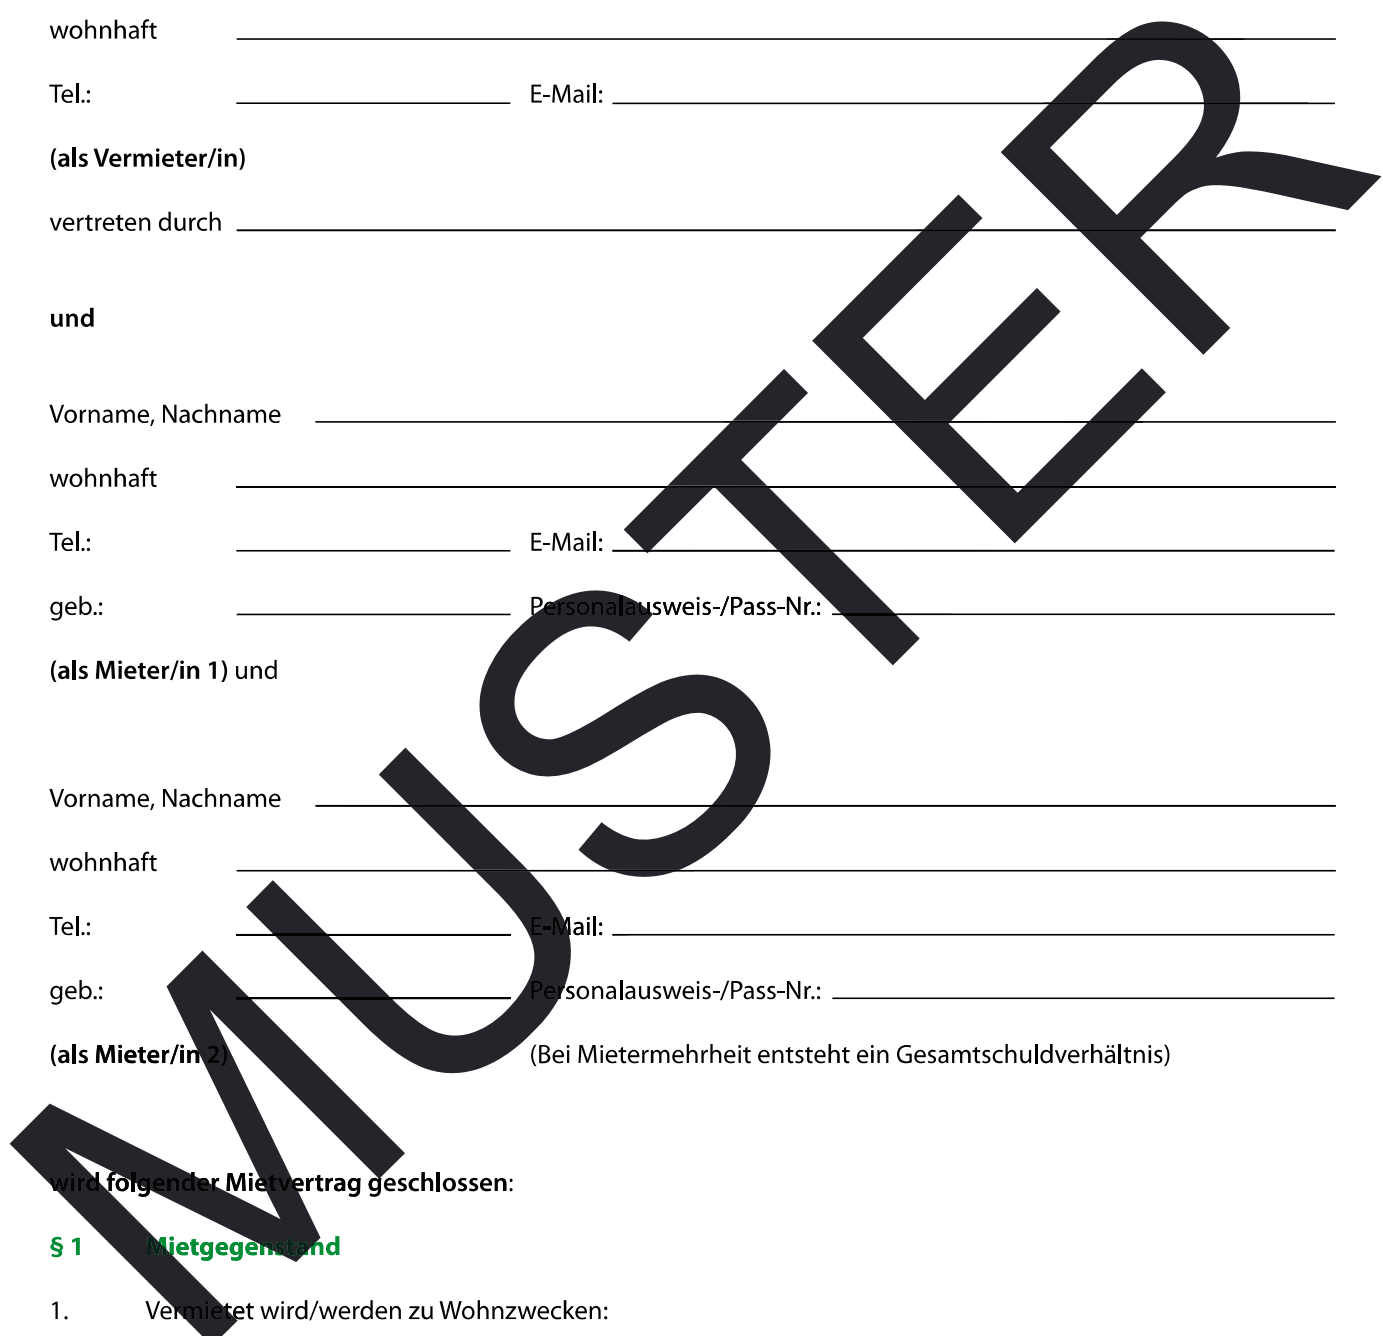 wohnhaft
Tel.: E-Mail:
(als Vermieter/in)
vertreten durch
und
Vorname, Nachname
wohnhaft
Tel.: E-Mail:
geb.: Personalausweis-/Pass-Nr.:
(als Mieter/in 1) und
Vorname, Nachname
wohnhaft
Tel.: E-Mail:
geb.: Personalausweis-/Pass-Nr.:
(als Mieter/in 2) (Bei Mietermehrheit entsteht ein Gesamtschuldverhältnis)
wird folgender Mietvertrag geschlossen:
§ 1 Mietgegenstand
1. Vermietet wird/werden zu Wohnzwecken:
MUSTER